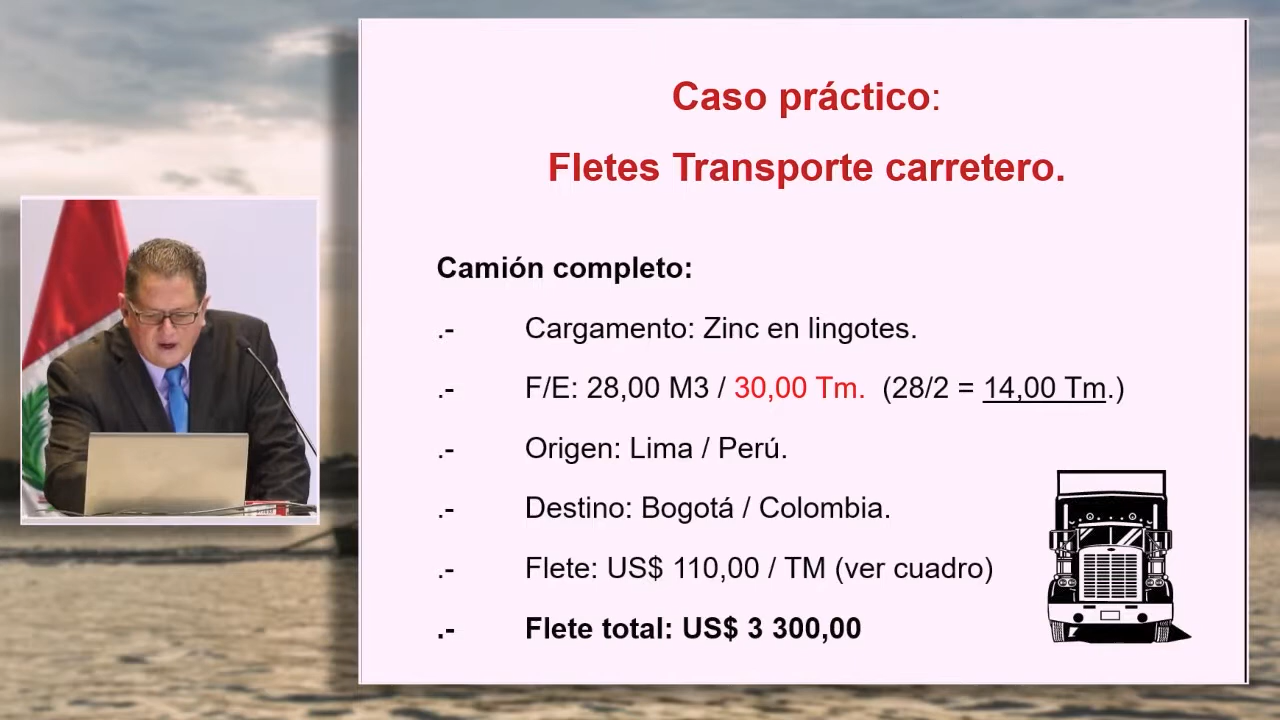 Caso práctico:
Fletes Transporte carretero.
Camión completo:
.- Cargamento: Zinc en lingotes.
.- F/E: 28,00 M3 / 30,00 Tm. (28/2 = 14,00 Tm.)
.- Origen: Lima / Perú.
.- Destino: Bogotá / Colombia.
.- Flete: US$ 110,00 / TM (ver cuadro)
.- Flete total: US$ 3 300,00